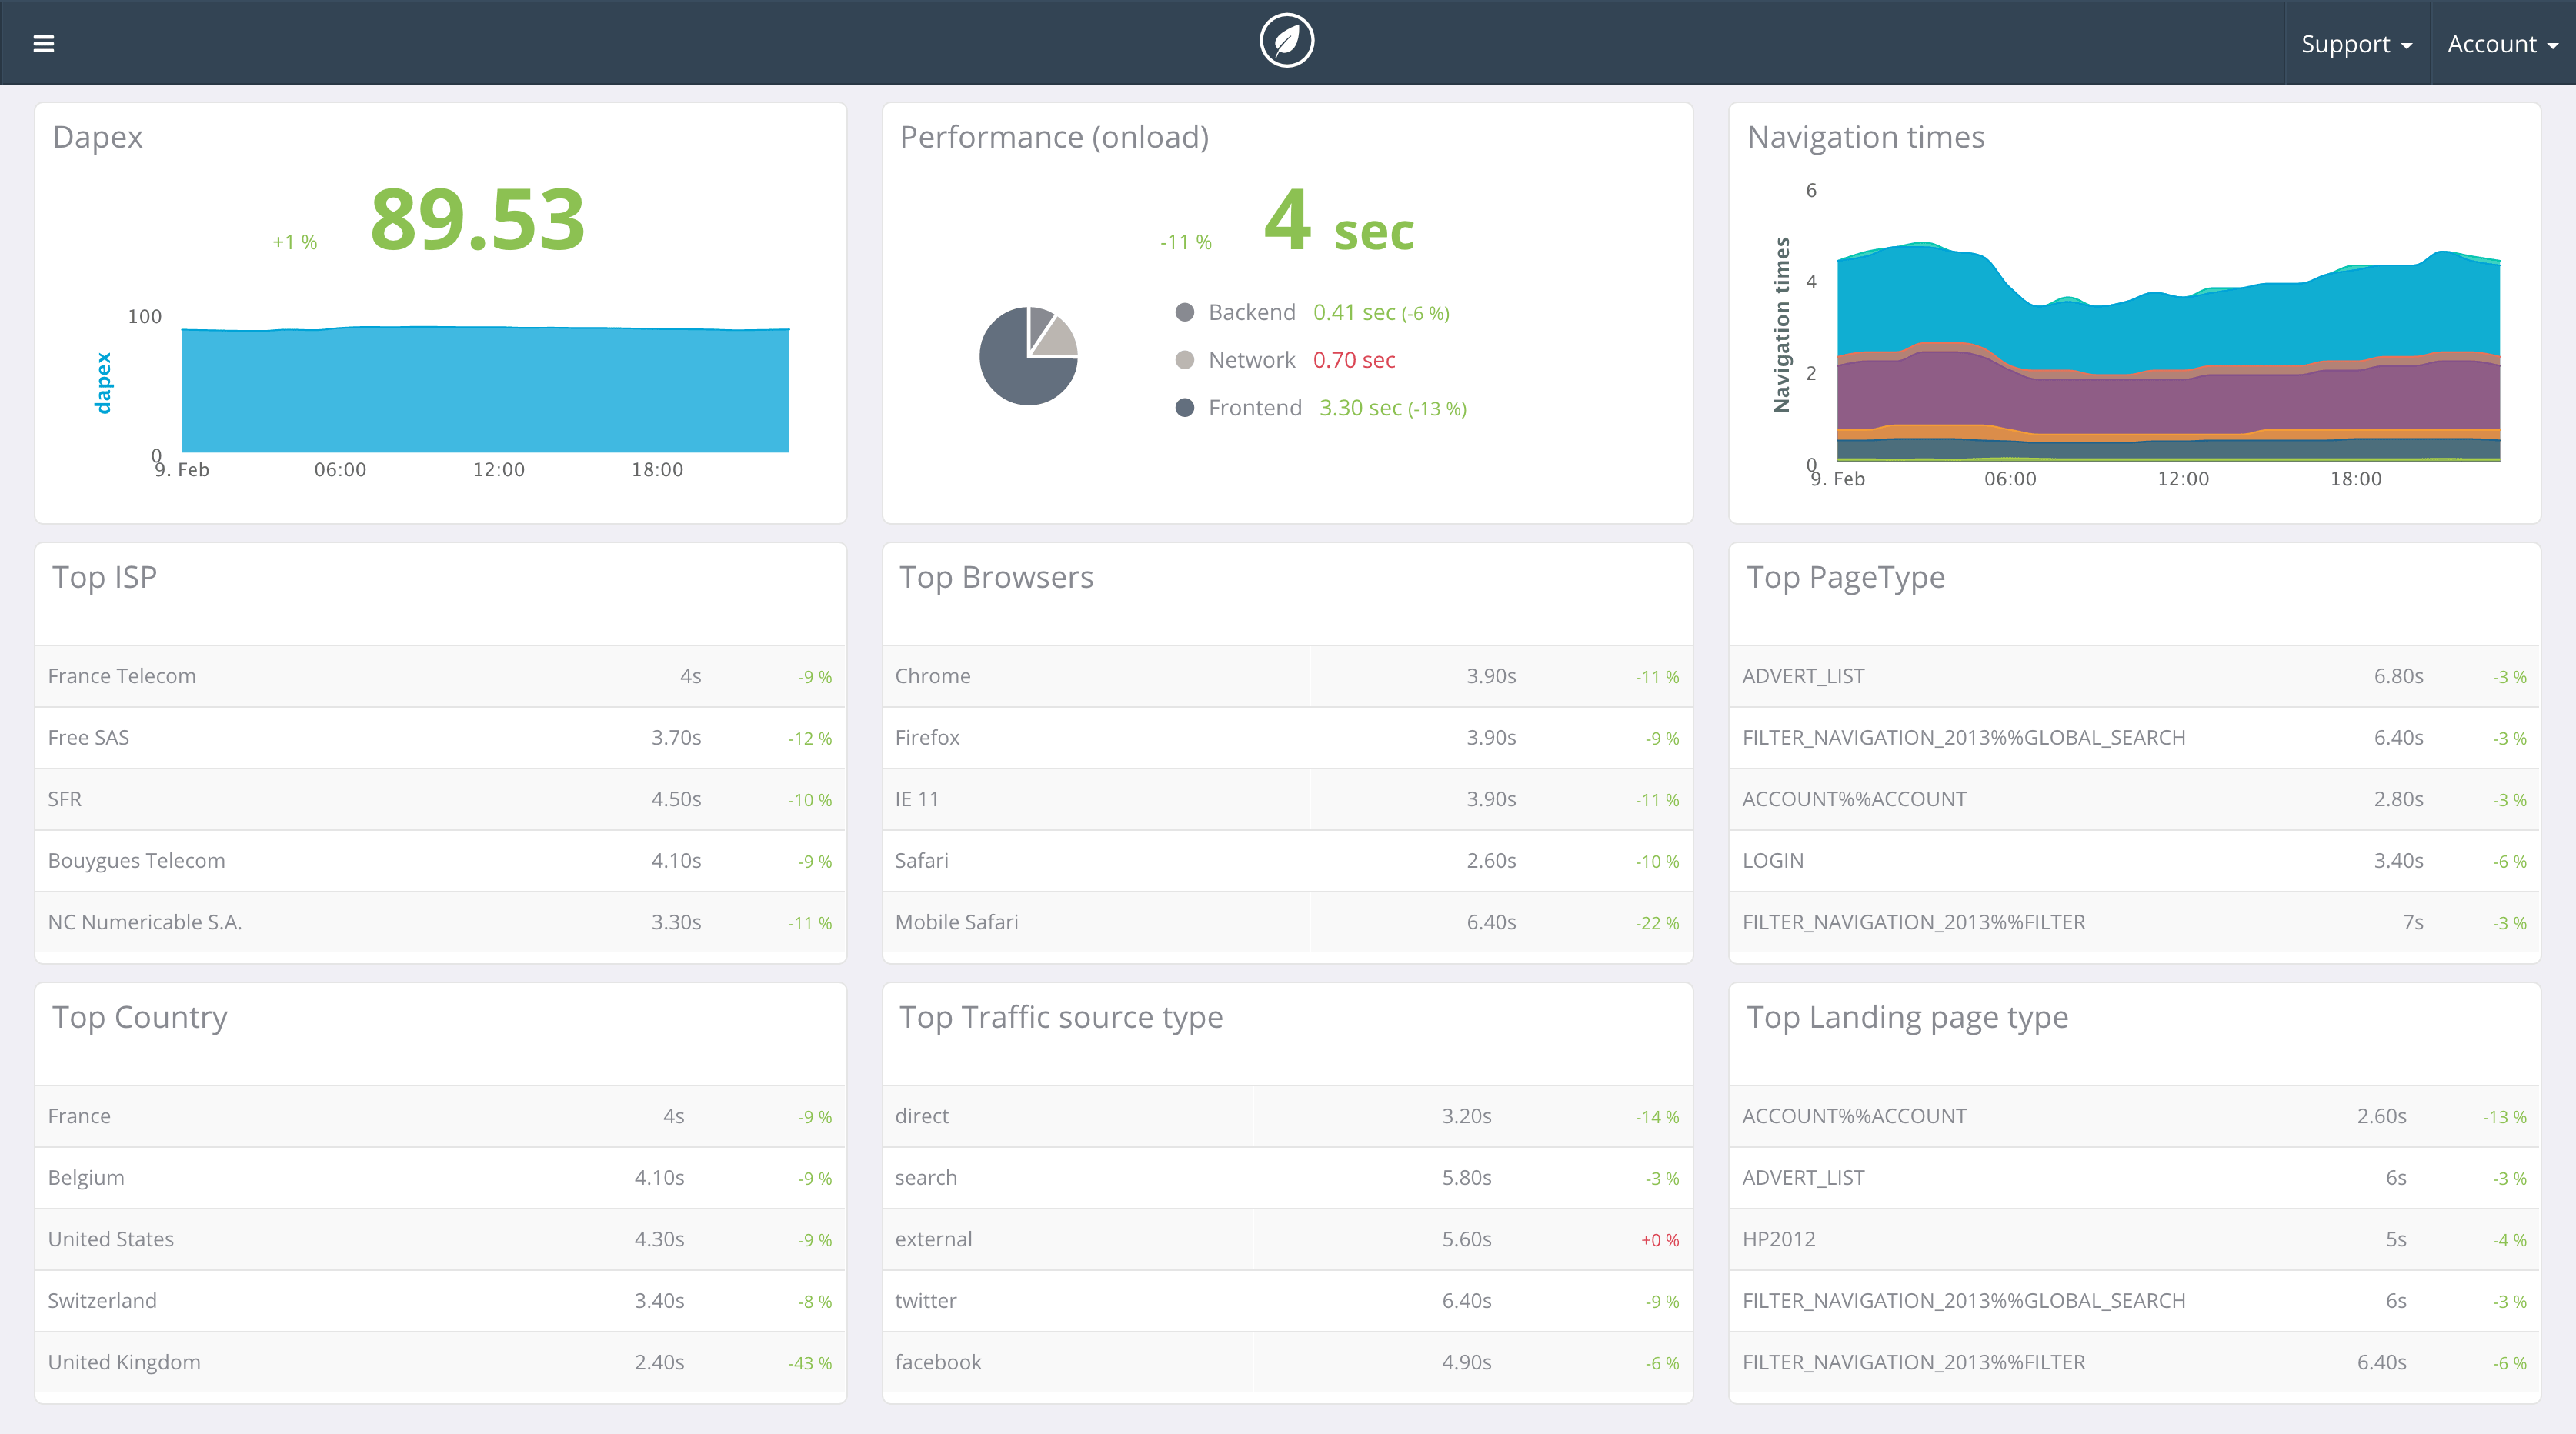 Support
Account
Dapex
+1 % 89.53
100
dapex
0
9. Feb 06:00 12:00 18:00
Performance (onload)
-11 % 4 sec
Backend 0.41 sec (-6 %)
Network 0.70 sec
Frontend 3.30 sec (-13 %)
Navigation times
6
4
2
0
Navigation times
9. Feb 06:00 12:00 18:00
Top ISP
France Telecom 4s -9 %
Free SAS 3.70s -12 %
SFR 4.50s -10 %
Bouygues Telecom 4.10s -9 %
NC Numericable S.A. 3.30s -11 %
Top Browsers
Chrome 3.90s -11 %
Firefox 3.90s -9 %
IE 11 3.90s -11 %
Safari 2.60s -10 %
Mobile Safari 6.40s -22 %
Top PageType
ADVERT_LIST 6.80s -3 %
FILTER_NAVIGATION_2013%%GLOBAL_SEARCH 6.40s -3 %
ACCOUNT%%ACCOUNT 2.80s -3 %
LOGIN 3.40s -6 %
FILTER_NAVIGATION_2013%%FILTER 7s -3 %
Top Country
France 4s -9 %
Belgium 4.10s -9 %
United States 4.30s -9 %
Switzerland 3.40s -8 %
United Kingdom 2.40s -43 %
Top Traffic source type
direct 3.20s -14 %
search 5.80s -3 %
external 5.60s +0 %
twitter 6.40s -9 %
facebook 4.90s -6 %
Top Landing page type
ACCOUNT%%ACCOUNT 2.60s -13 %
ADVERT_LIST 6s -3 %
HP2012 5s -4 %
FILTER_NAVIGATION_2013%%GLOBAL_SEARCH 6s -3 %
FILTER_NAVIGATION_2013%%FILTER 6.40s -6 %